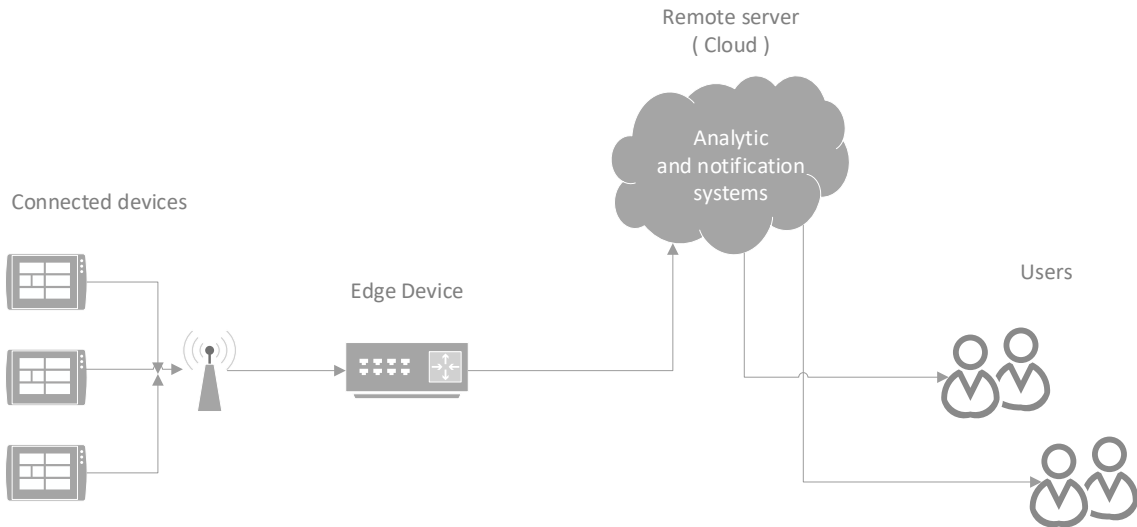 Remote server
( Cloud )
Analytic
and notification
systems
Connected devices
Edge Device
Users